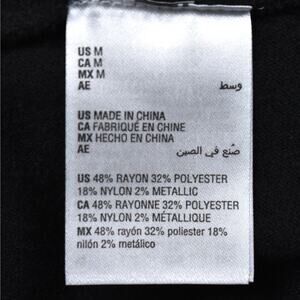 US M
CA M
MX M
AE وسط
US MADE IN CHINA
CA FABRIQUÉ EN CHINE
MX HECHO EN CHINA
AE صنع في الصين
US 48% RAYON 32% POLYESTER
18% NYLON 2% METALLIC
CA 48% RAYONNE 32% POLYESTER
18% NYLON 2% MÉTALLIQUE
MX 48% rayón 32% poliester 18%
nilón 2% metálico